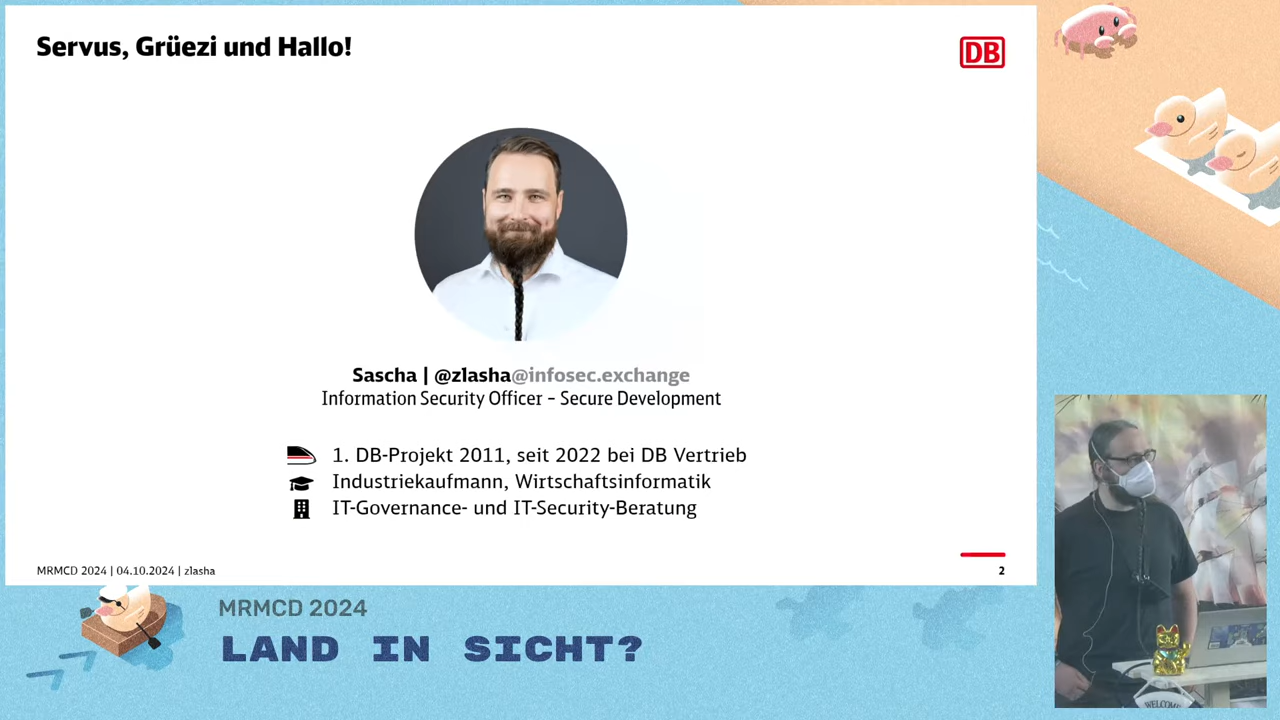 Servus, Grüezi und Hallo!
DB
Sascha | @zlasha@infosec.exchange
Information Security Officer – Secure Development
1. DB-Projekt 2011, seit 2022 bei DB Vertrieb
Industriekaufmann, Wirtschaftsinformatik
IT-Governance- und IT-Security-Beratung
MRMCD 2024 | 04.10.2024 | zlasha
2
MRMCD 2024
LAND IN SICHT?
WELCOME